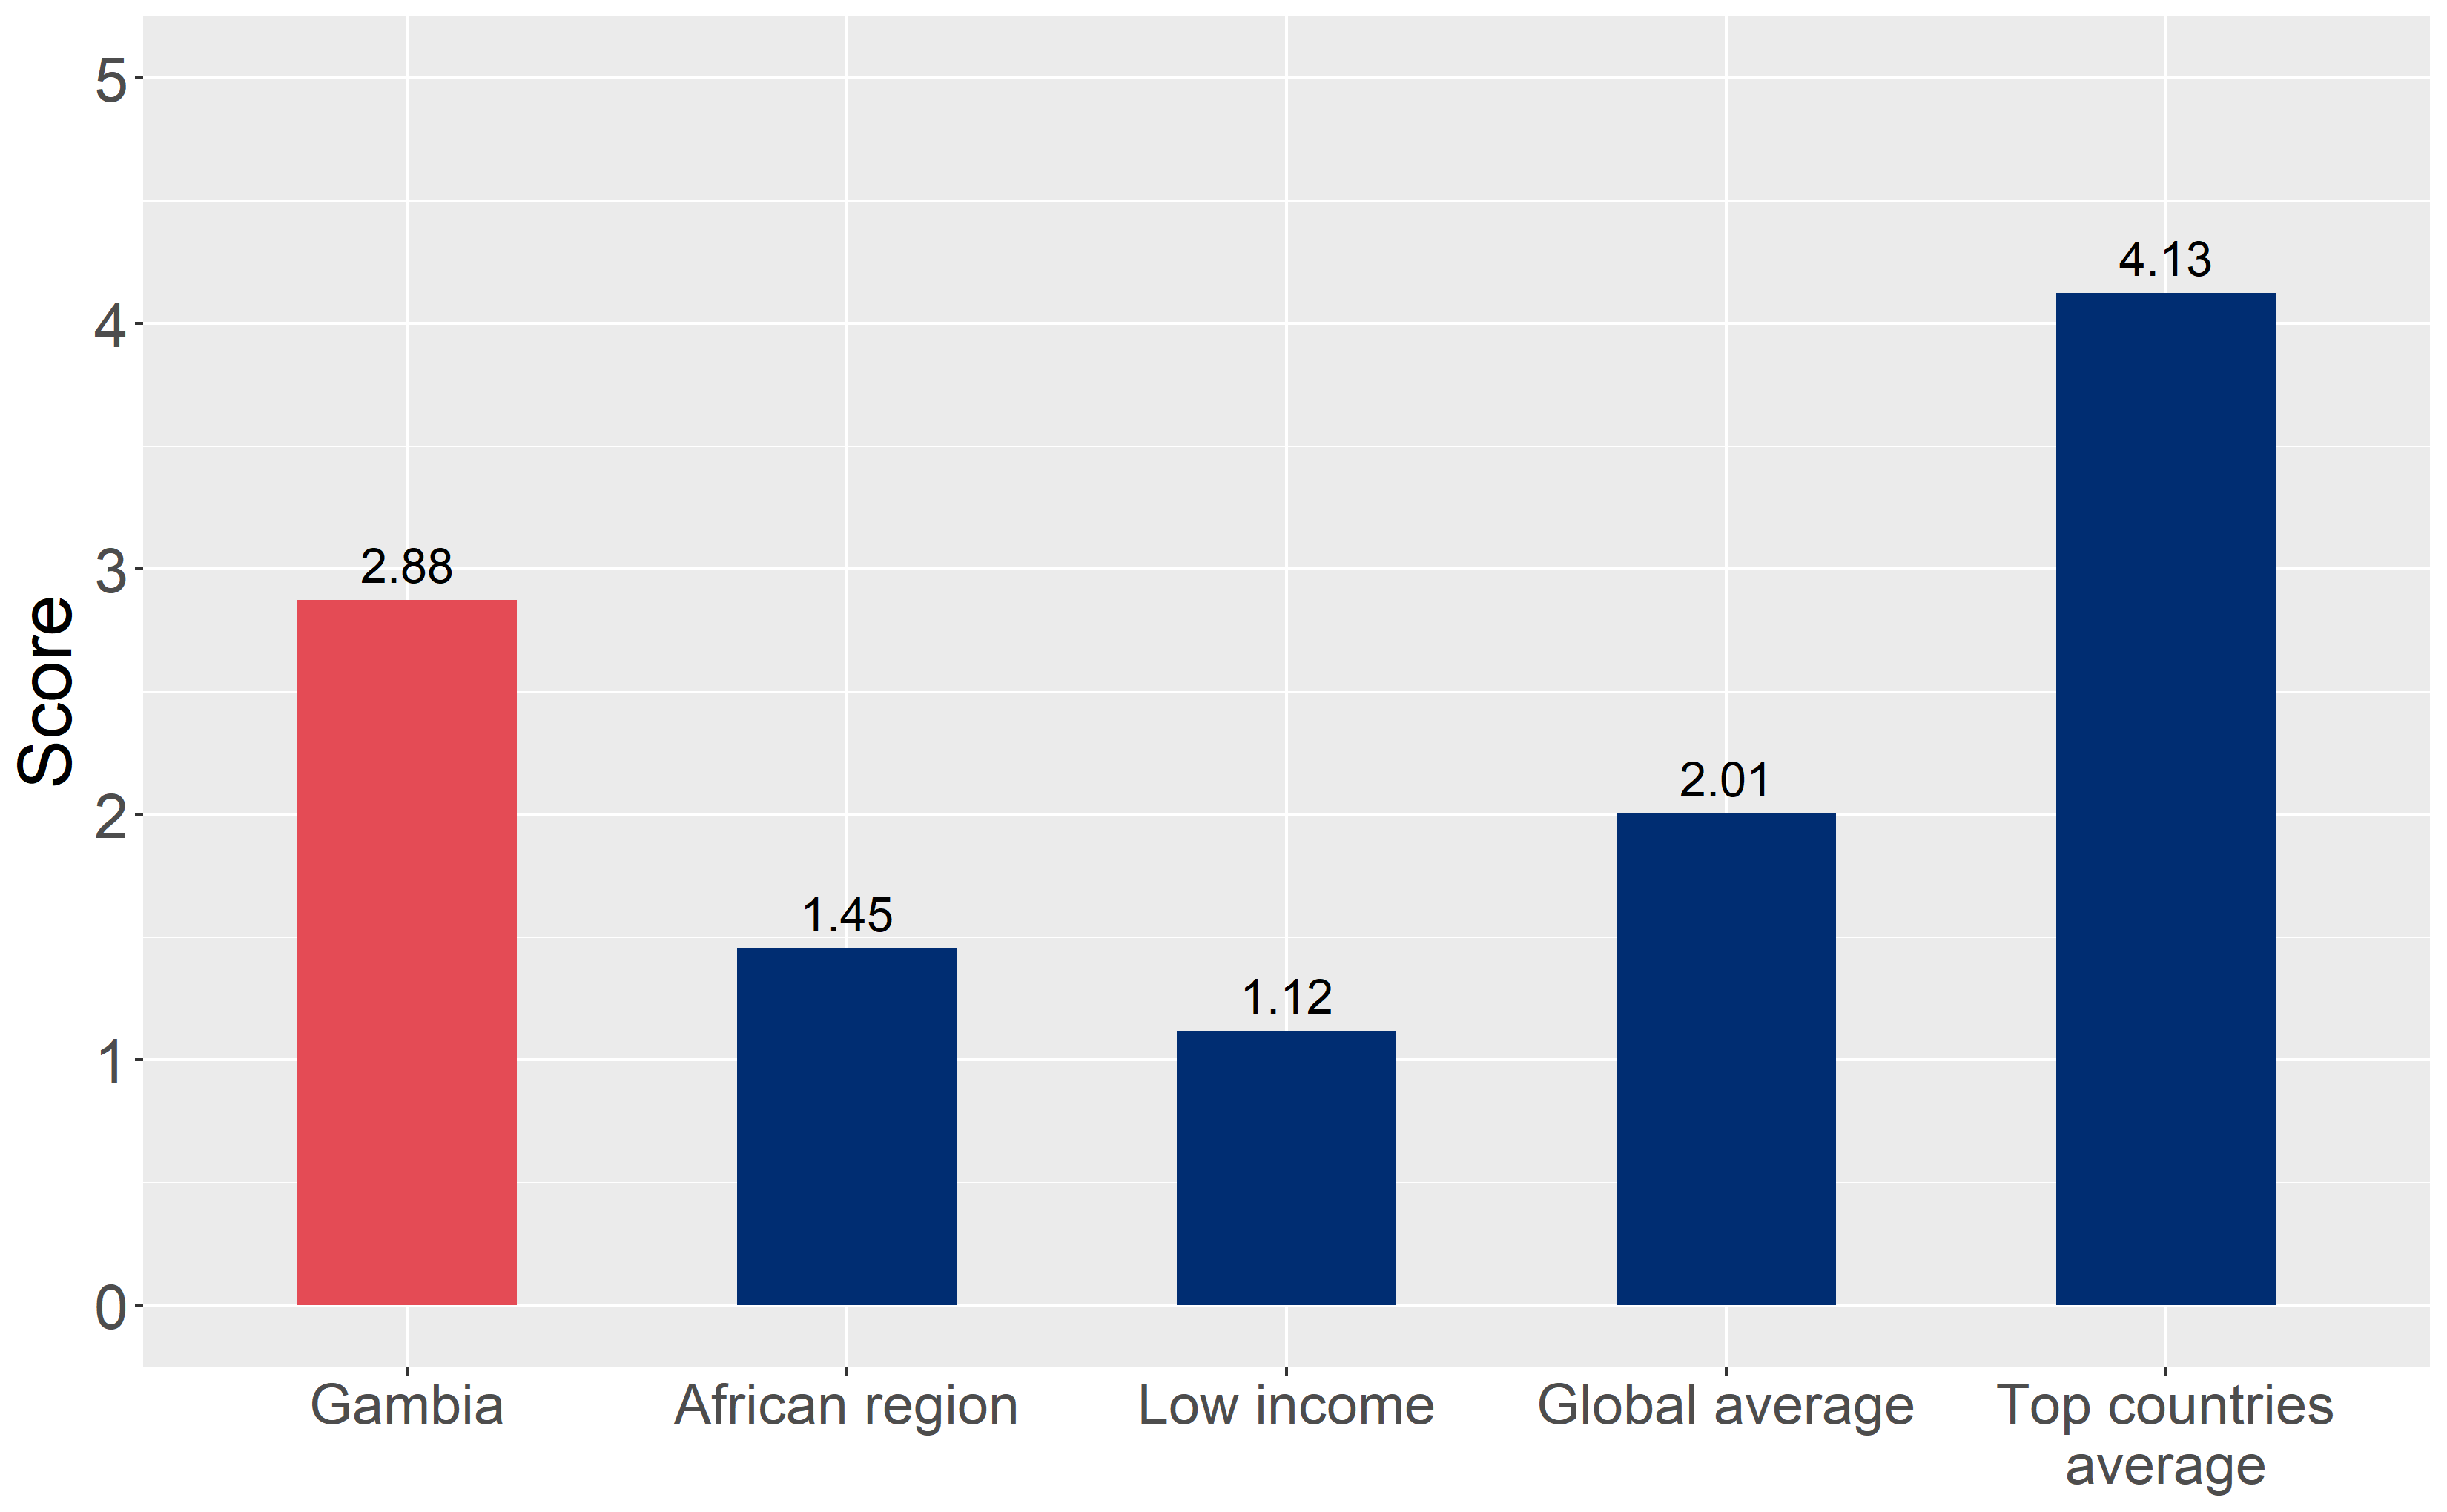 Score
5
4
3
2
1
0
2.88
1.45
1.12
2.01
4.13
Gambia
African region
Low income
Global average
Top countries
average